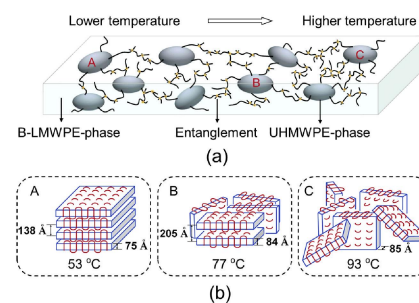 Lower temperature Higher temperature
A
C
B
B-LMWPE-phase Entanglement UHMWPE-phase
(a)
A B C
138 Å 75 Å 205 Å 84 Å 85 Å
53 °C 77 °C 93 °C
(b)